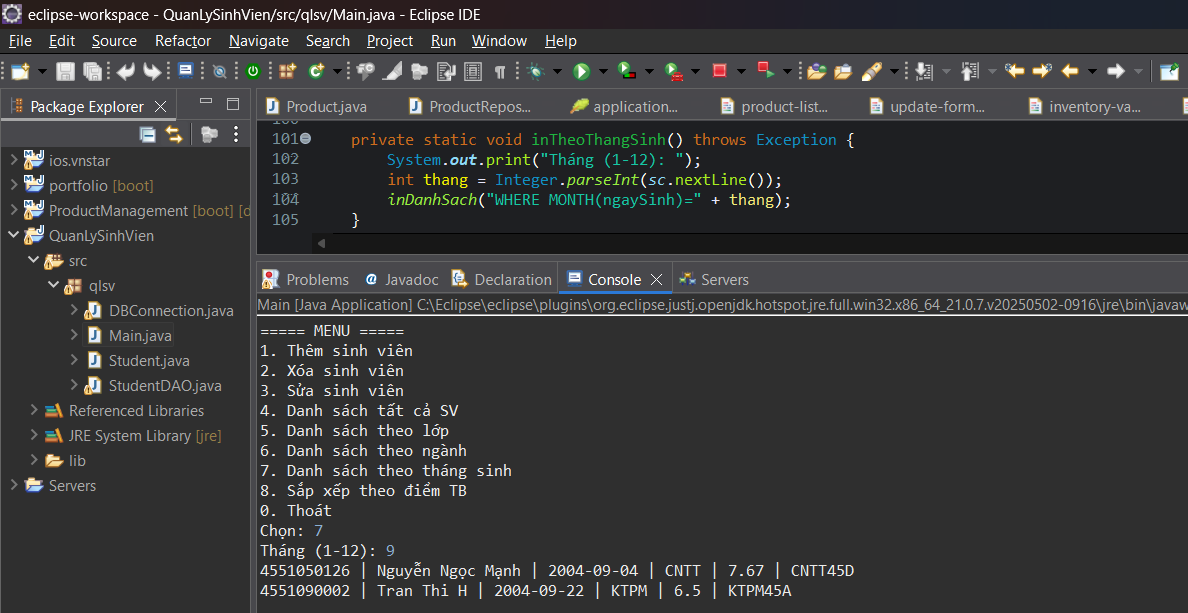 eclipse-workspace - QuanLySinhVien/src/qlsv/Main.java - Eclipse IDE
File Edit Source Refactor Navigate Search Project Run Window Help
Package Explorer
Product.java ProductRepos... application... product-list... update-form... inventory-va...
ios.vnstar
portfolio [boot]
ProductManagement [boot] [d
QuanLySinhVien
src
qlsv
DBConnection.java
Main.java
Student.java
StudentDAO.java
Referenced Libraries
JRE System Library [jre]
lib
Servers
101 private static void inTheoThangSinh() throws Exception {
102 System.out.print("Tháng (1-12): ");
103 int thang = Integer.parseInt(sc.nextLine());
104 inDanhSach("WHERE MONTH(ngaySinh)=" + thang);
105 }
Problems Javadoc Declaration Console Servers
Main [Java Application] C:\Eclipse\eclipse\plugins\org.eclipse.justj.openjdk.hotspot.jre.full.win32.x86_64_21.0.7.v20250502-0916\jre\bin\javaw
===== MENU =====
1. Thêm sinh viên
2. Xóa sinh viên
3. Sửa sinh viên
4. Danh sách tất cả SV
5. Danh sách theo lớp
6. Danh sách theo ngành
7. Danh sách theo tháng sinh
8. Sắp xếp theo điểm TB
0. Thoát
Chọn: 7
Tháng (1-12): 9
4551050126 | Nguyễn Ngọc Mạnh | 2004-09-04 | CNTT | 7.67 | CNTT45D
4551090002 | Tran Thi H | 2004-09-22 | KTPM | 6.5 | KTPM45A